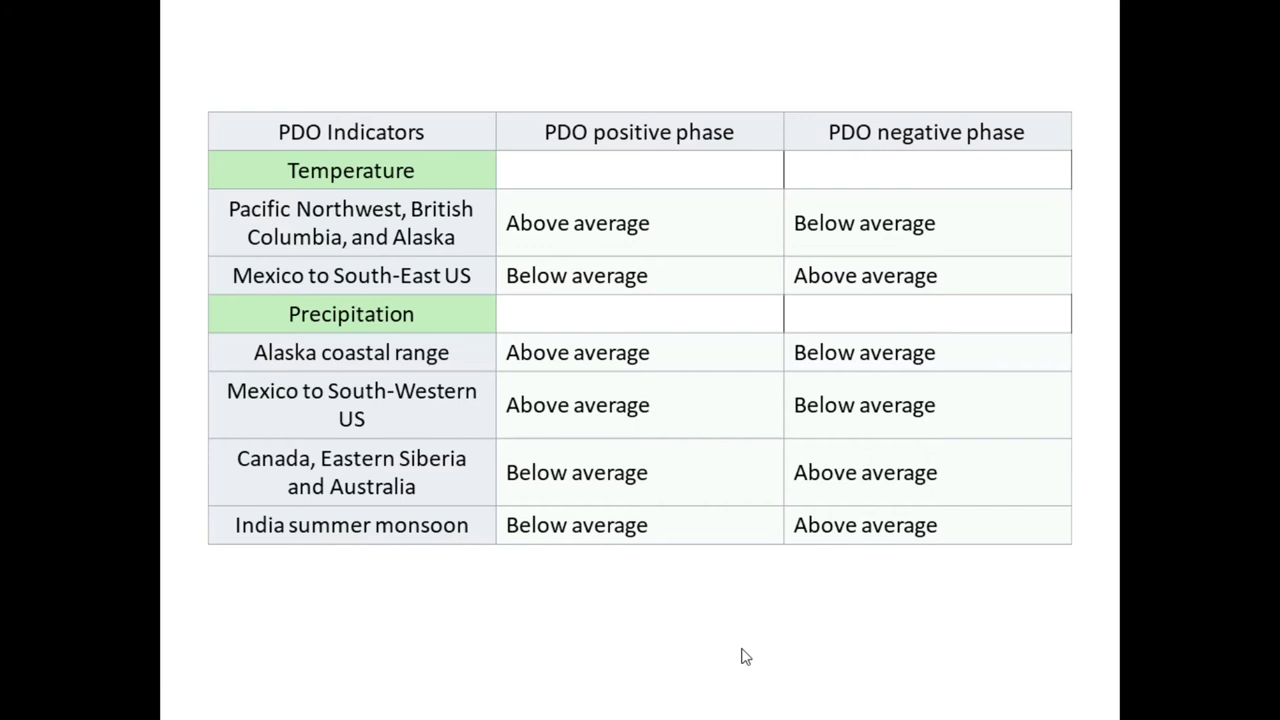 PDO Indicators
PDO positive phase
PDO negative phase
Temperature
Pacific Northwest, British
Columbia, and Alaska
Above average
Below average
Mexico to South-East US
Below average
Above average
Precipitation
Alaska coastal range
Above average
Below average
Mexico to South-Western
US
Above average
Below average
Canada, Eastern Siberia
and Australia
Below average
Above average
India summer monsoon
Below average
Above average